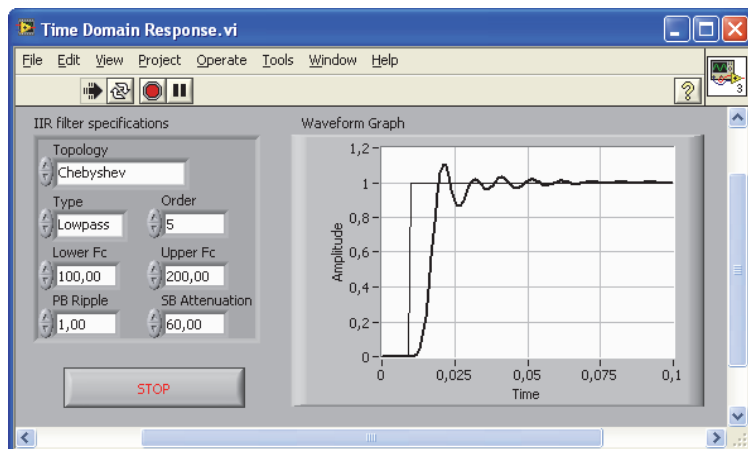 Time Domain Response.vi
File Edit View Project Operate Tools Window Help
3
IIR filter specifications
Topology
Chebyshev
Type Order
Lowpass 5
Lower Fc Upper Fc
100,00 200,00
PB Ripple SB Attenuation
1,00 60,00
STOP
Waveform Graph
1,2
1
0,8
0,6
0,4
0,2
0
Amplitude
0 0,025 0,05 0,075 0,1
Time